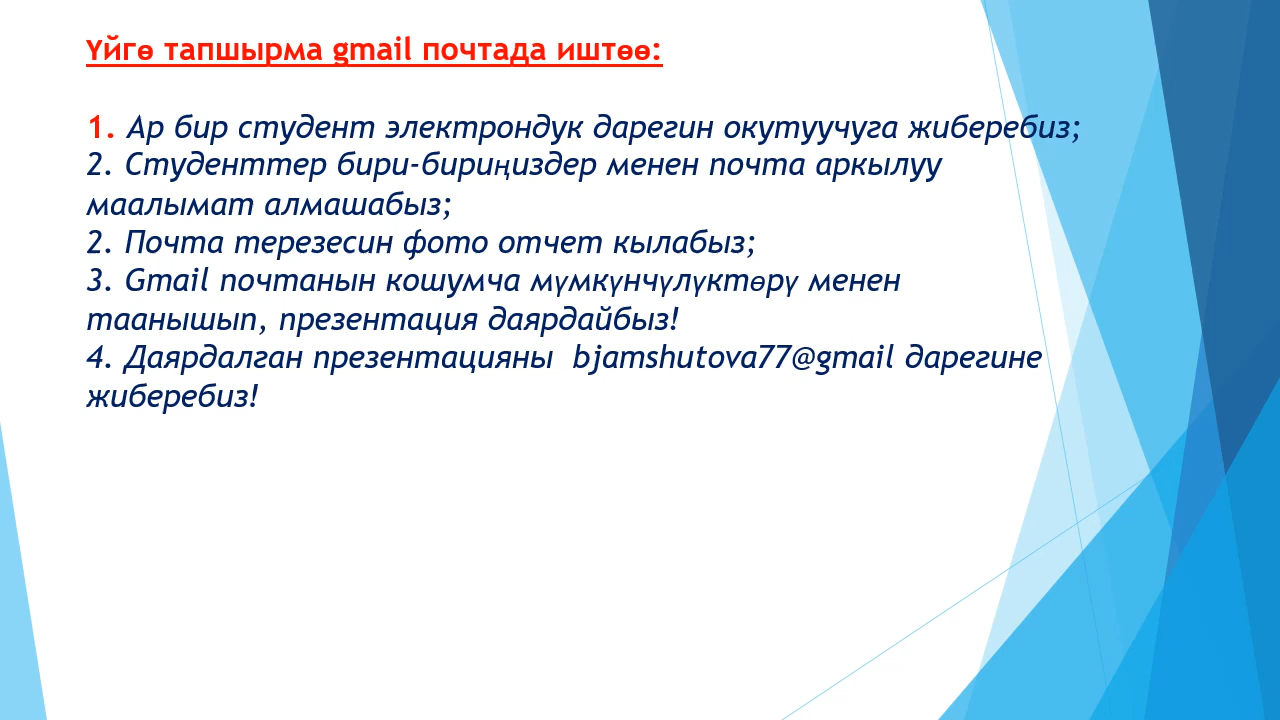 Үйгө тапшырма gmail почтада иштөө:
1. Ар бир студент электрондук дарегин окутуучуга жиберебиз;
2. Студенттер бири-бириңиздер менен почта аркылуу
маалымат алмашабыз;
2. Почта терезесин фото отчет кылабыз;
3. Gmail почтанын кошумча мүмкүнчүлүктөрү менен
таанышып, презентация даярдайбыз!
4. Даярдалган презентацияны bjamshutova77@gmail дарегине
жиберебиз!